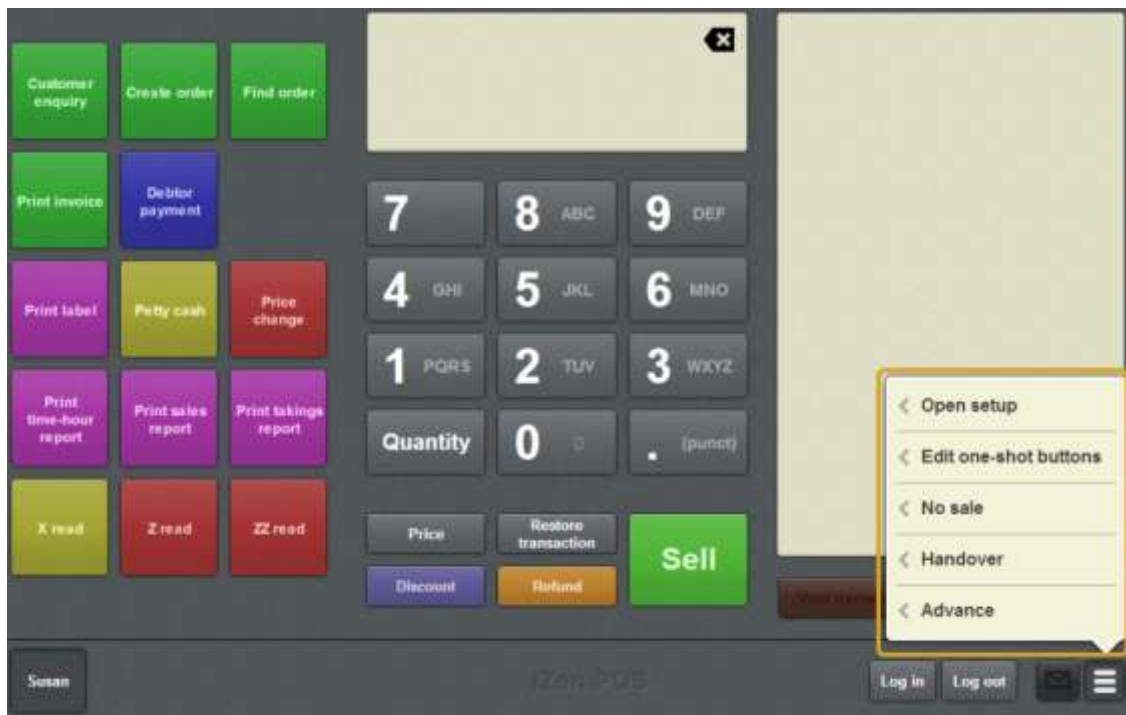 Customer
enquiry
Create order
Find order
Print invoice
Debtor
payment
Print label
Petty cash
Price
change
Print
time-hour
report
Print sales
report
Print takings
report
X read
Z read
ZZ read
7
8 ABC
9 DEF
4 GHI
5 JKL
6 MNO
1 PQRS
2 TUV
3 WXYZ
Quantity
0
. (punct)
Price
Restore
transaction
Discount
Refund
Sell
Open setup
Edit one-shot buttons
No sale
Handover
Advance
Susan
Log in
Log out